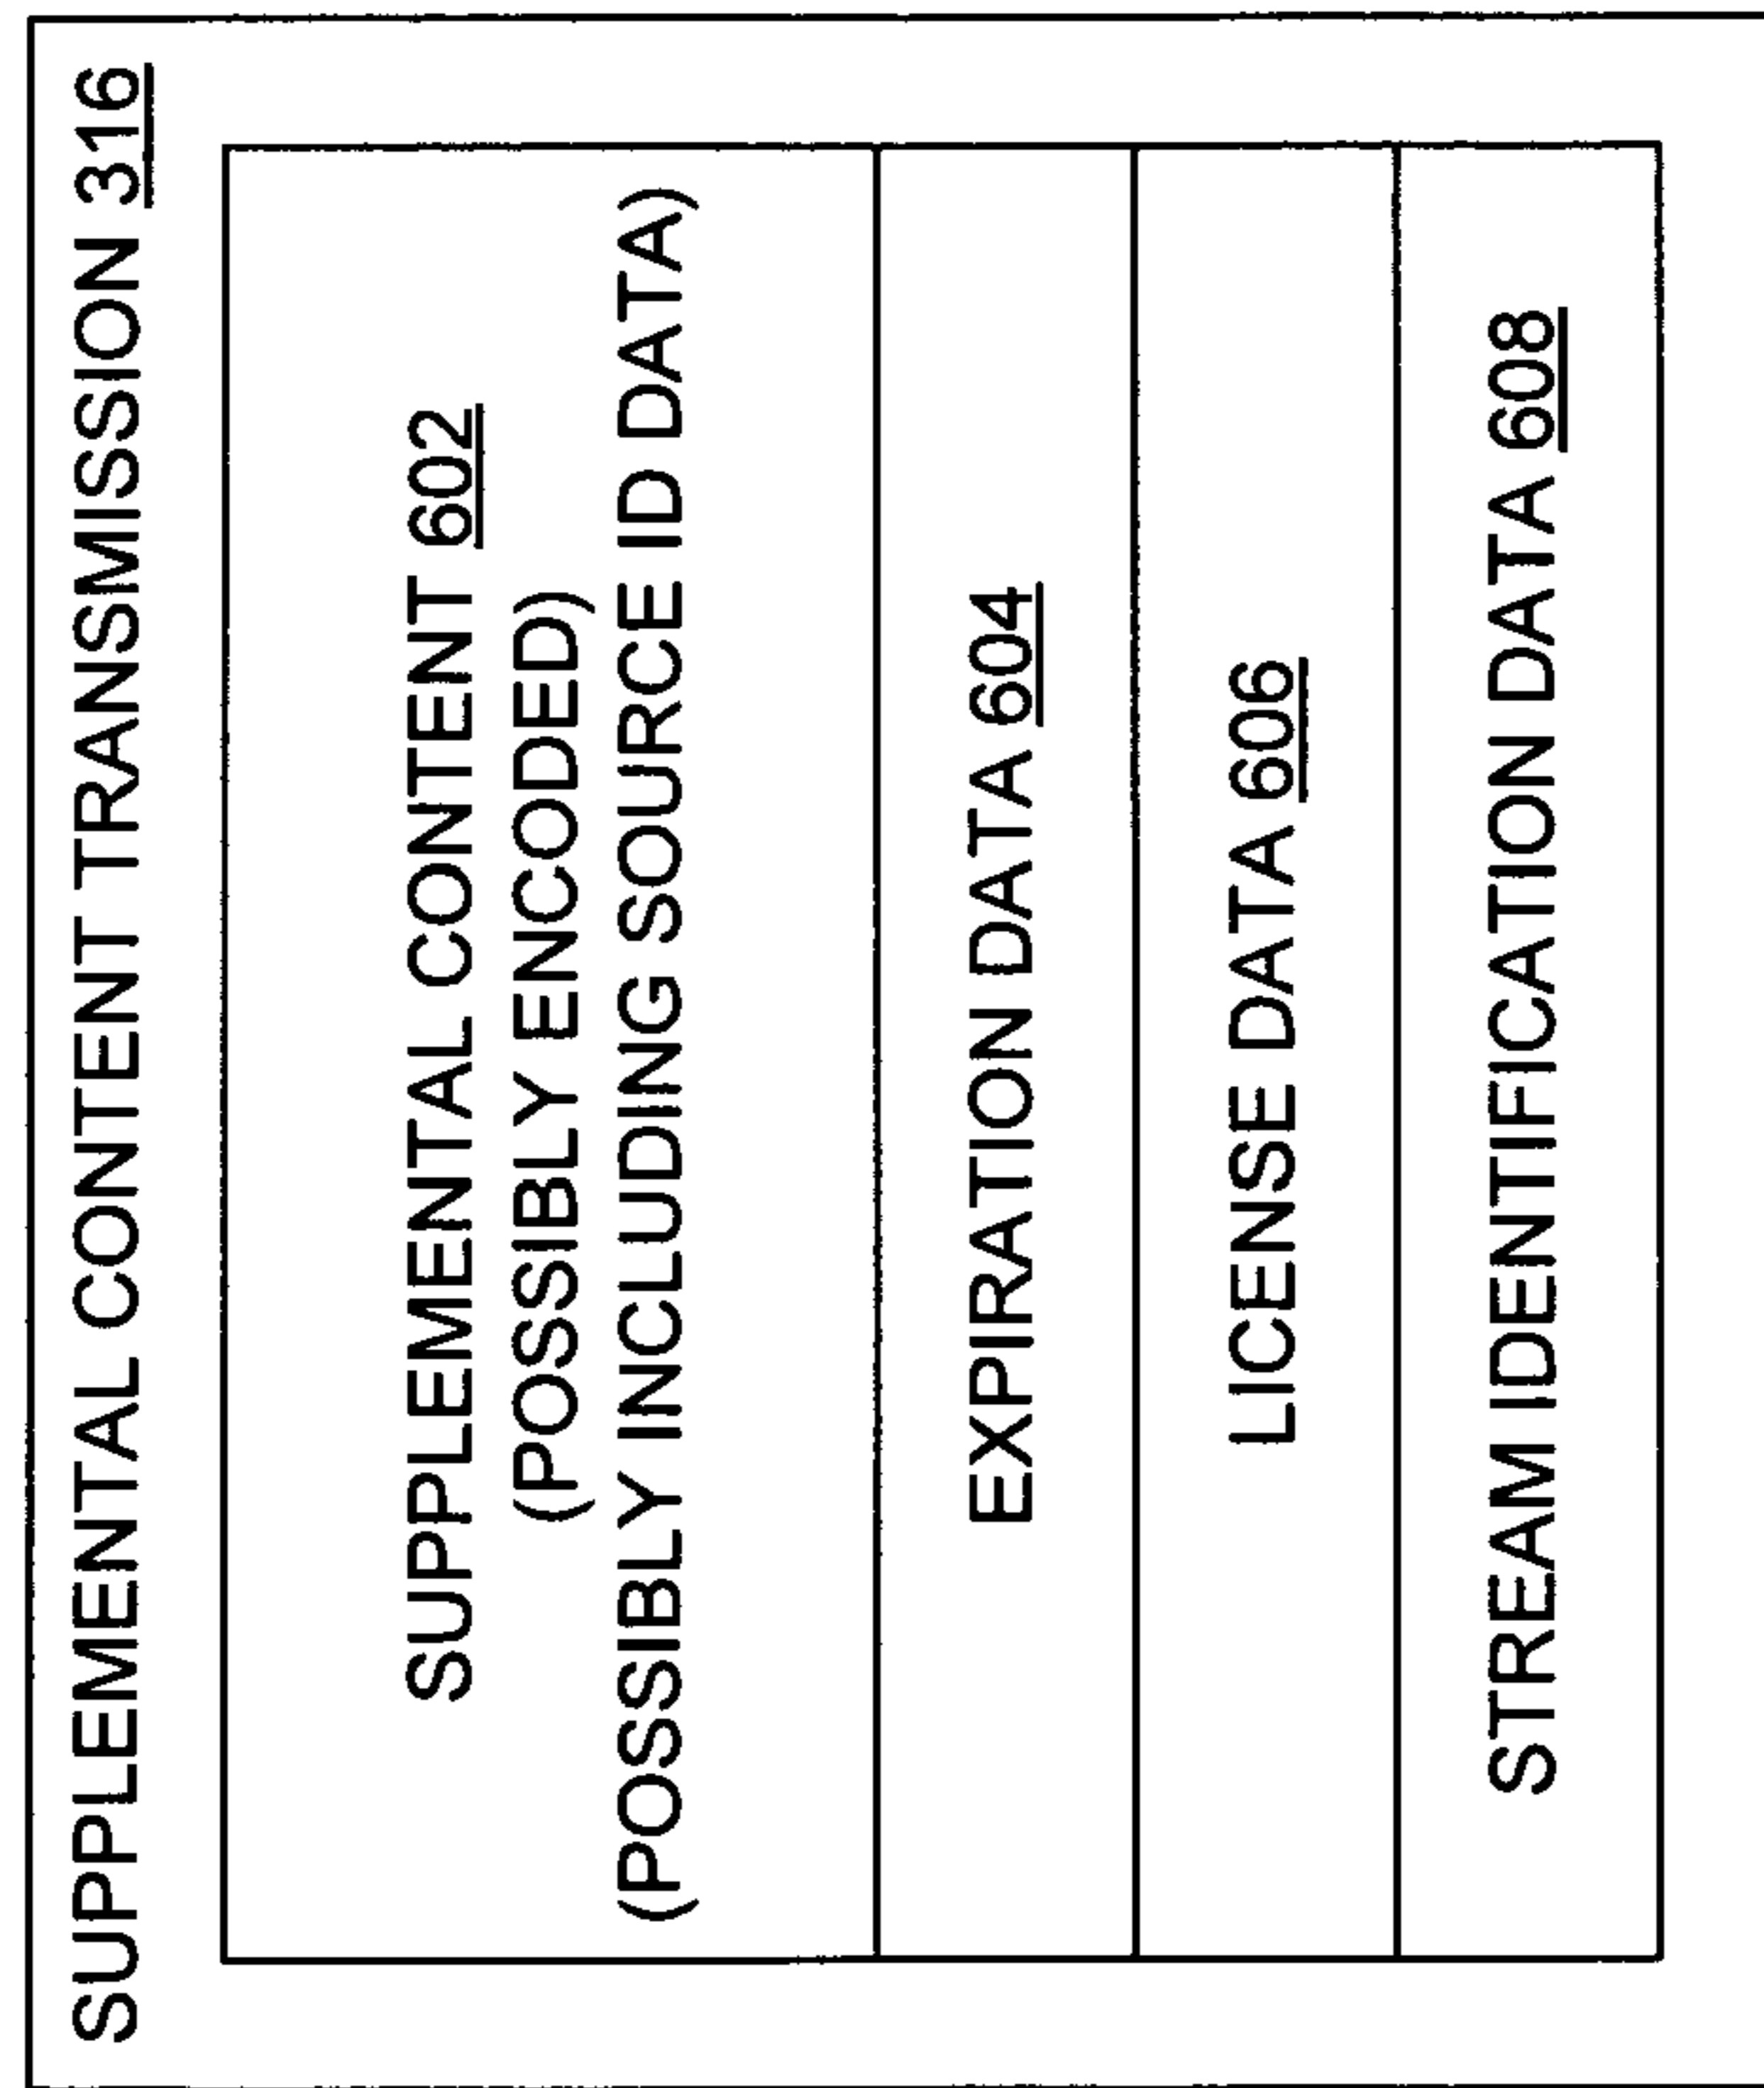 SUPPLEMENTAL CONTENT TRANSMISSION 316
SUPPLEMENTAL CONTENT 602
(POSSIBLY ENCODED)
(POSSIBLY INCLUDING SOURCE ID DATA)
EXPIRATION DATA 604
LICENSE DATA 606
STREAM IDENTIFICATION DATA 608